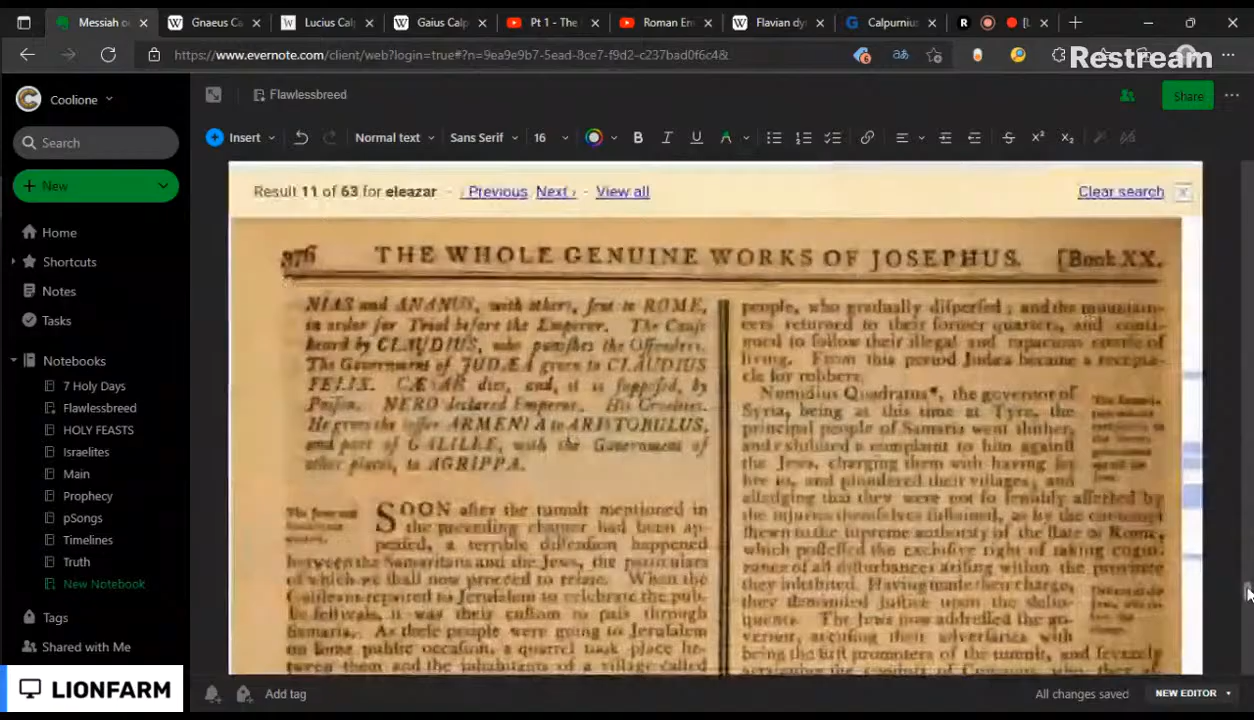 Messiah o
Gnaeus Ca
Lucius Cal
Gaius Calp
Pt 1 - The
Roman En
Flavian dy
Calpurniu
https://www.evernote.com/client/web?login=true#?n=9ea9e9b7-5ead-8ce7-f9d2-c237bad0f6c4&
Restream
Coolione
Flawlessbreed
Share
Search
Insert
Normal text
Sans Serif
16
New
Home
Shortcuts
Notes
Tasks
Notebooks
7 Holy Days
Flawlessbreed
HOLY FEASTS
Israelites
Main
Prophecy
pSongs
Timelines
Truth
New Notebook
Tags
Shared with Me
LIONFARM
Result 11 of 63 for eleazar - ‹ Previous Next › - View all
Clear search
976 THE WHOLE GENUINE WORKS OF JOSEPHUS. [Book XX.
NIAS and ANANUS, with others, sent to ROME,
in order for Trial before the Emperor. The Cause
heard by CLAUDIUS, who punishes the Offenders.
The Government of JUDÆA given to CLAUDIUS
FELIX. CÆSAR dies, and, it is supposed, by
Poison. NERO declared Emperor. His Cruelties.
He gives the lesser ARMENIA to ARISTOBULUS,
and part of GALILEE, with the Government of
other places, to AGRIPPA.
SOON after the tumult mentioned in
the preceding chapter had been ap-
peased, a terrible dissension happened
between the Samaritans and the Jews, the particulars
of which we shall now proceed to relate. When the
Galileans repaired to Jerusalem to celebrate the pub-
lic festivals, it was their custom to pass through
Samaria. As these people were going to Jerusalem
on some public occasion, a quarrel took place be-
tween them and the inhabitants of a village called
people, who gradually dispersed; and the mountain-
eers returned to their former quarters, and conti-
nued to follow their illegal and rapacious course of
living. From this period Judea became a recepta-
cle for robbers.
Numidius Quadratus*, the governor of
Syria, being at this time at Tyre, the
principal people of Samaria went thither,
and exhibited a complaint to him against
the Jews, charging them with having set
fire to, and plundered their villages; and
alledging that they were not so sensibly affected by
the injuries themselves sustained, as by the contempt
shewn to the supreme authority of the state of Rome,
which possessed the exclusive right of taking cogni-
zance of all disturbances arising within the province
they inhabited. Having made their charge,
they demanded justice upon the delin-
quents. The Jews now addressed the go-
vernor, accusing their adversaries with
being the first promoters of the tumult, and severely
Add tag
All changes saved
NEW EDITOR